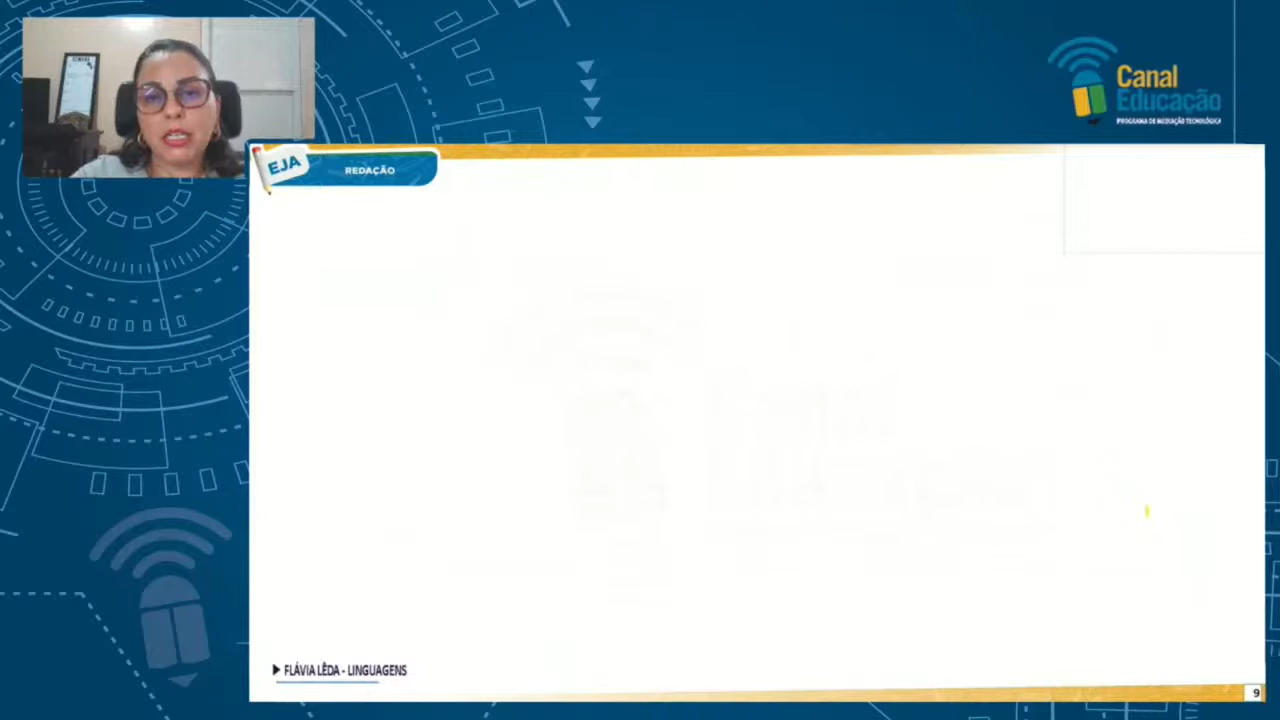 Canal
Educação
PROGRAMA DE MEDIAÇÃO TECNOLÓGICA
EJA
REDAÇÃO
FLÁVIA LÊDA - LINGUAGENS
9